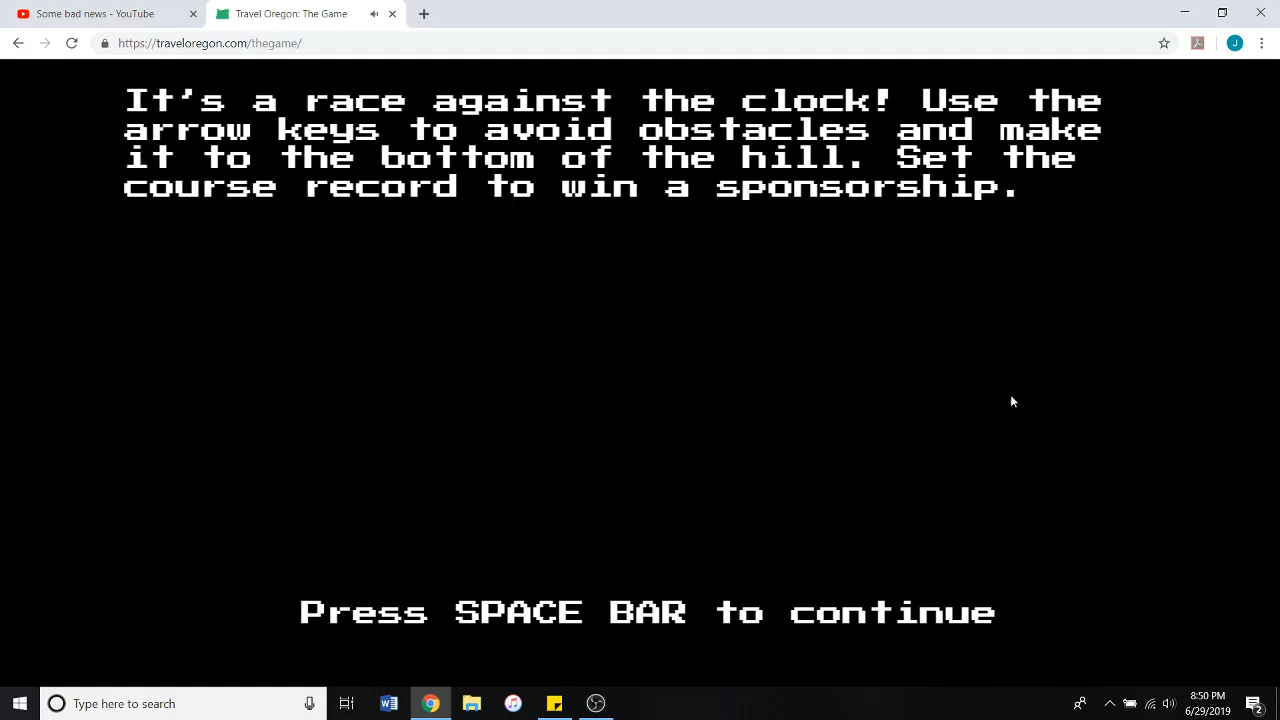 Some bad news - YouTube
Travel Oregon: The Game
https://traveloregon.com/thegame/
J
It's a race against the clock! Use the
arrow keys to avoid obstacles and make
it to the bottom of the hill. Set the
course record to win a sponsorship.
Press SPACE BAR to continue
Type here to search
8:50 PM
6/29/2019
2